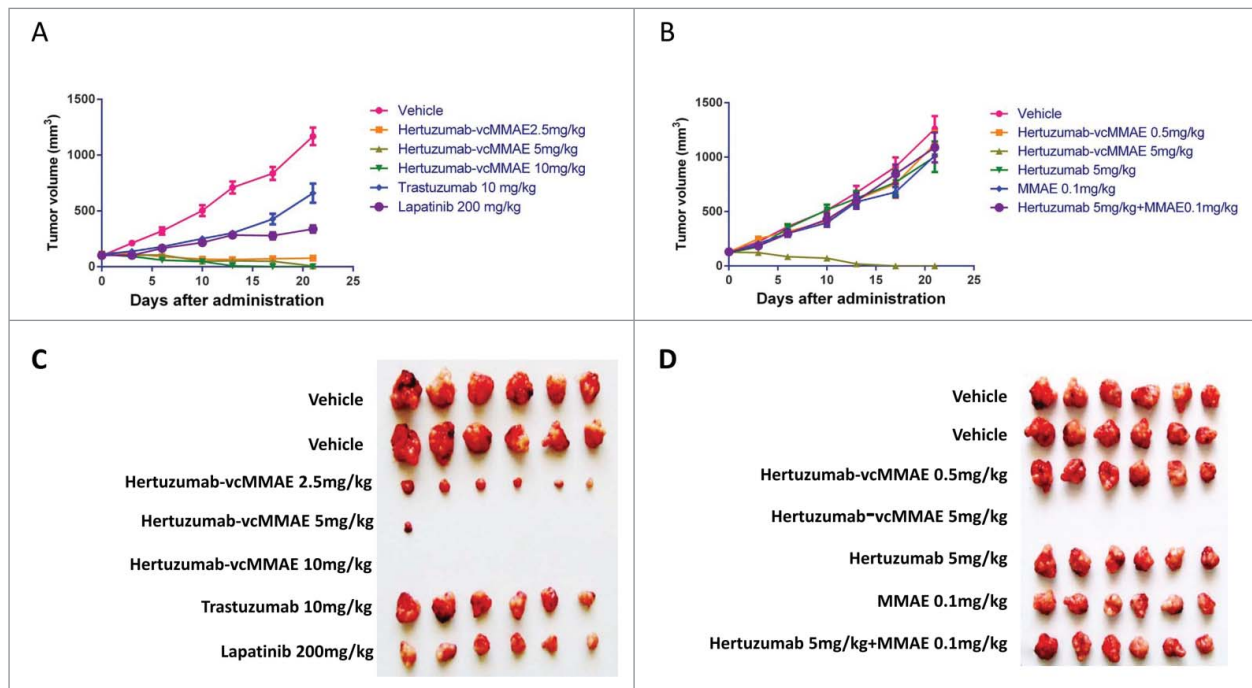 A
Tumor volume (mm³)
1500
1000
500
0
0 5 10 15 20 25
Days after administration
Vehicle
Hertuzumab-vcMMAE2.5mg/kg
Hertuzumab-vcMMAE 5mg/kg
Hertuzumab-vcMMAE 10mg/kg
Trastuzumab 10 mg/kg
Lapatinib 200 mg/kg
B
Tumor volume (mm³)
1500
1000
500
0
0 5 10 15 20 25
Days after administration
Vehicle
Hertuzumab-vcMMAE 0.5mg/kg
Hertuzumab-vcMMAE 5mg/kg
Hertuzumab 5mg/kg
MMAE 0.1mg/kg
Hertuzumab 5mg/kg+MMAE0.1mg/kg
C
Vehicle
Vehicle
Hertuzumab-vcMMAE 2.5mg/kg
Hertuzumab-vcMMAE 5mg/kg
Hertuzumab-vcMMAE 10mg/kg
Trastuzumab 10mg/kg
Lapatinib 200mg/kg
D
Vehicle
Vehicle
Hertuzumab-vcMMAE 0.5mg/kg
Hertuzumab-vcMMAE 5mg/kg
Hertuzumab 5mg/kg
MMAE 0.1mg/kg
Hertuzumab 5mg/kg+MMAE 0.1mg/kg